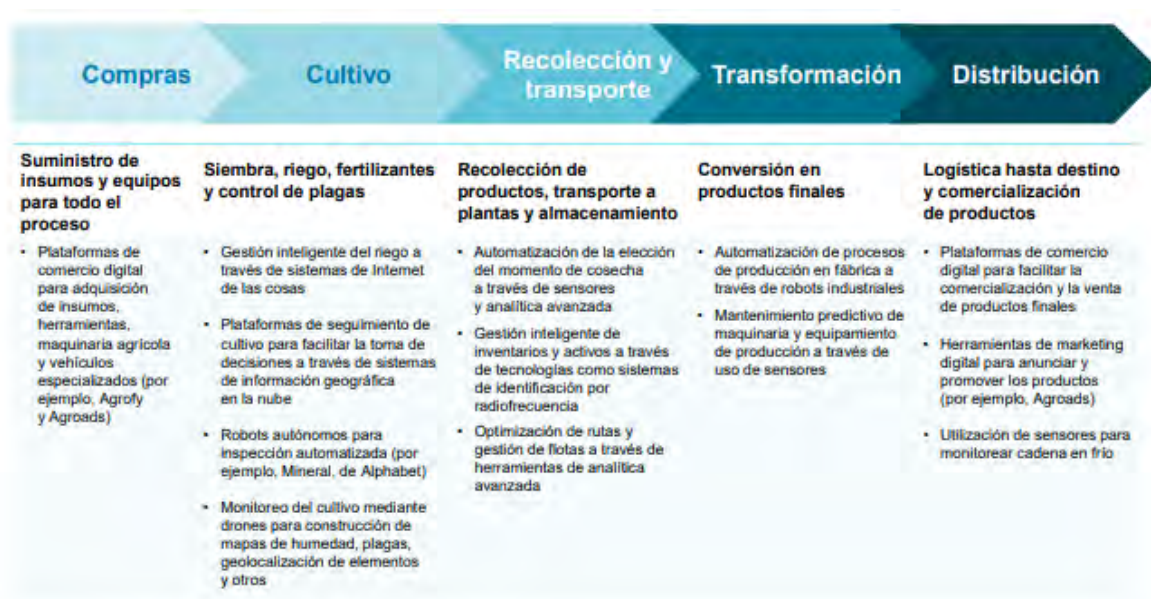 Compras
Cultivo
Recolección y
transporte
Transformación
Distribución
Suministro de
insumos y equipos
para todo el
proceso
• Plataformas de
comercio digital
para adquisición
de insumos,
herramientas,
maquinaria agrícola
y vehículos
especializados (por
ejemplo, Agrofy
y Agroads)
Siembra, riego, fertilizantes
y control de plagas
• Gestión inteligente del riego a
través de sistemas de Internet
de las cosas
• Plataformas de seguimiento de
cultivo para facilitar la toma de
decisiones a través de sistemas
de información geográfica
en la nube
• Robots autónomos para
inspección automatizada (por
ejemplo, Mineral, de Alphabet)
• Monitoreo del cultivo mediante
drones para construcción de
mapas de humedad, plagas,
geolocalización de elementos
y otros
Recolección de
productos, transporte a
plantas y almacenamiento
• Automatización de la elección
del momento de cosecha
a través de sensores
y analítica avanzada
• Gestión inteligente de
inventarios y activos a través
de tecnologías como sistemas
de identificación por
radiofrecuencia
• Optimización de rutas y
gestión de flotas a través de
herramientas de analítica
avanzada
Conversión en
productos finales
• Automatización de procesos
de producción en fábrica a
través de robots industriales
• Mantenimiento predictivo de
maquinaria y equipamiento
de producción a través de
uso de sensores
Logística hasta destino
y comercialización
de productos
• Plataformas de comercio
digital para facilitar la
comercialización y la venta
de productos finales
• Herramientas de marketing
digital para anunciar y
promover los productos
(por ejemplo, Agroads)
• Utilización de sensores para
monitorear cadena en frío